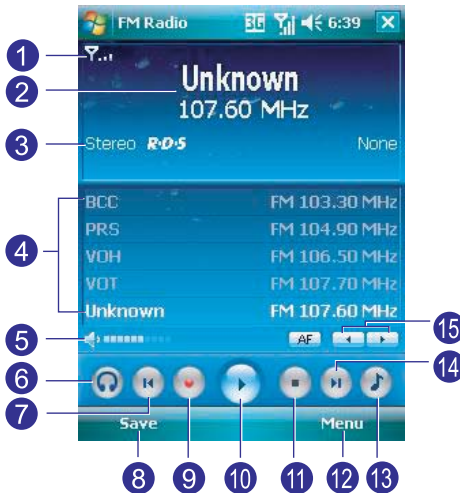 FM Radio 3G 6:39
1
2 Unknown
107.60 MHz
3 Stereo R·D·S None
4
BCC FM 103.30 MHz
PRS FM 104.90 MHz
VOH FM 106.50 MHz
VOT FM 107.70 MHz
Unknown FM 107.60 MHz
5 AF 15
6
14
7 Save Menu
8 9 10 11 12 13